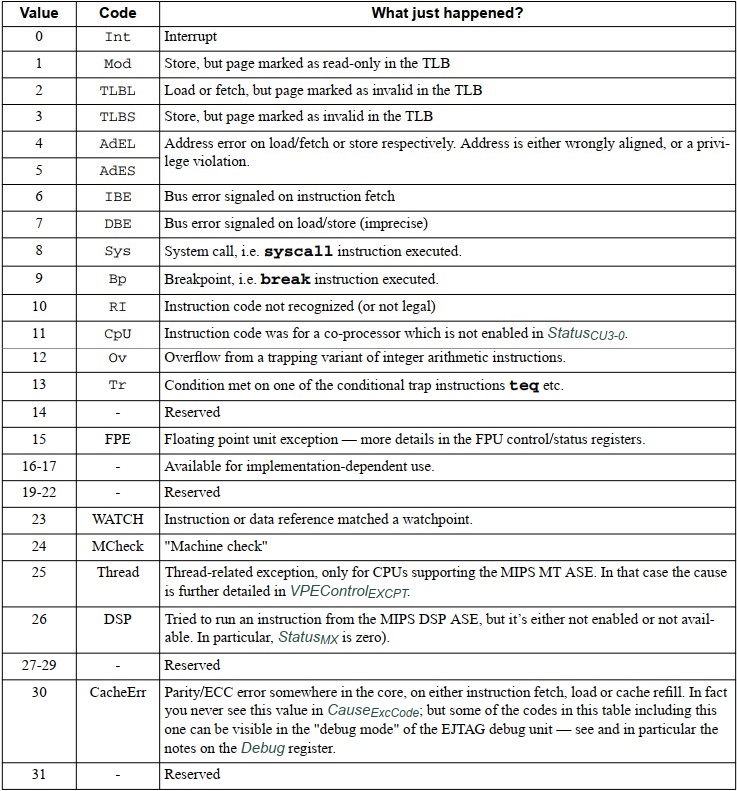 Value Code What just happened?
0 Int Interrupt
1 Mod Store, but page marked as read-only in the TLB
2 TLBL Load or fetch, but page marked as invalid in the TLB
3 TLBS Store, but page marked as invalid in the TLB
4 AdEL Address error on load/fetch or store respectively. Address is either wrongly aligned, or a privi-
5 AdES lege violation.
6 IBE Bus error signaled on instruction fetch
7 DBE Bus error signaled on load/store (imprecise)
8 Sys System call, i.e. syscall instruction executed.
9 Bp Breakpoint, i.e. break instruction executed.
10 RI Instruction code not recognized (or not legal)
11 CpU Instruction code was for a co-processor which is not enabled in StatusCU3-0.
12 Ov Overflow from a trapping variant of integer arithmetic instructions.
13 Tr Condition met on one of the conditional trap instructions teq etc.
14 - Reserved
15 FPE Floating point unit exception — more details in the FPU control/status registers.
16-17 - Available for implementation-dependent use.
19-22 - Reserved
23 WATCH Instruction or data reference matched a watchpoint.
24 MCheck "Machine check"
25 Thread Thread-related exception, only for CPUs supporting the MIPS MT ASE. In that case the cause
is further detailed in VPEControlEXCPT.
26 DSP Tried to run an instruction from the MIPS DSP ASE, but it’s either not enabled or not avail-
able. In particular, StatusMX is zero).
27-29 - Reserved
30 CacheErr Parity/ECC error somewhere in the core, on either instruction fetch, load or cache refill. In fact
you never see this value in CauseExcCode; but some of the codes in this table including this
one can be visible in the "debug mode" of the EJTAG debug unit — see and in particular the
notes on the Debug register.
31 - Reserved